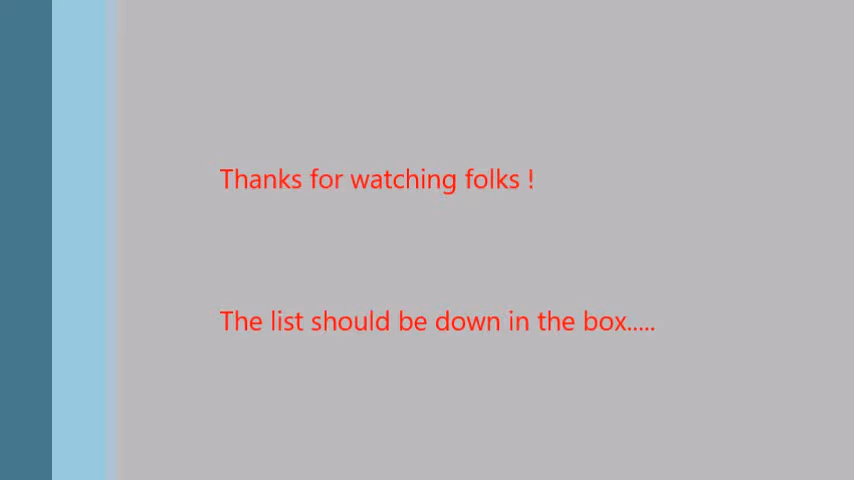 Thanks for watching folks !
The list should be down in the box.....